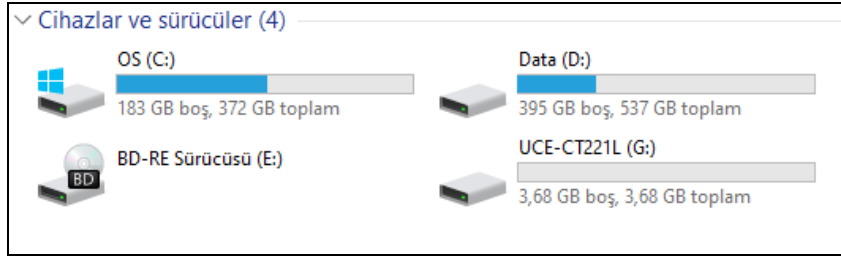 Cihazlar ve sürücüler (4)
OS (C:)
183 GB boş, 372 GB toplam
Data (D:)
395 GB boş, 537 GB toplam
BD
BD-RE Sürücüsü (E:)
UCE-CT221L (G:)
3,68 GB boş, 3,68 GB toplam